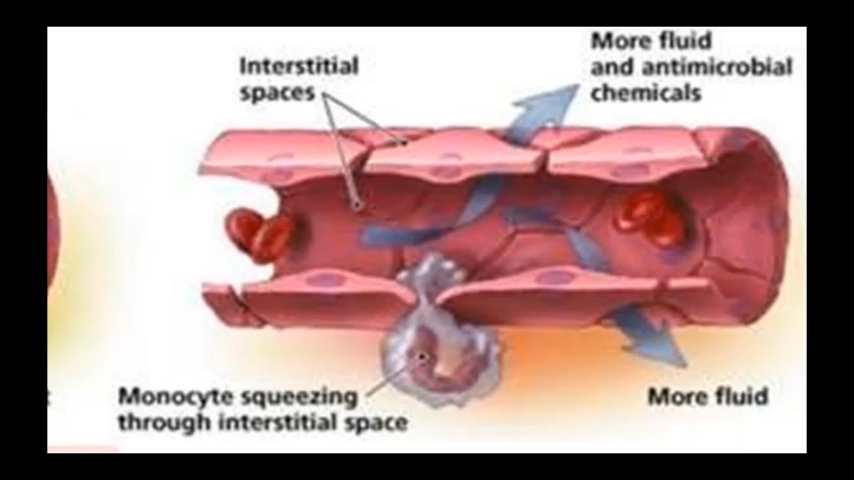 Interstitial
spaces
More fluid
and antimicrobial
chemicals
Monocyte squeezing
through interstitial space
More fluid